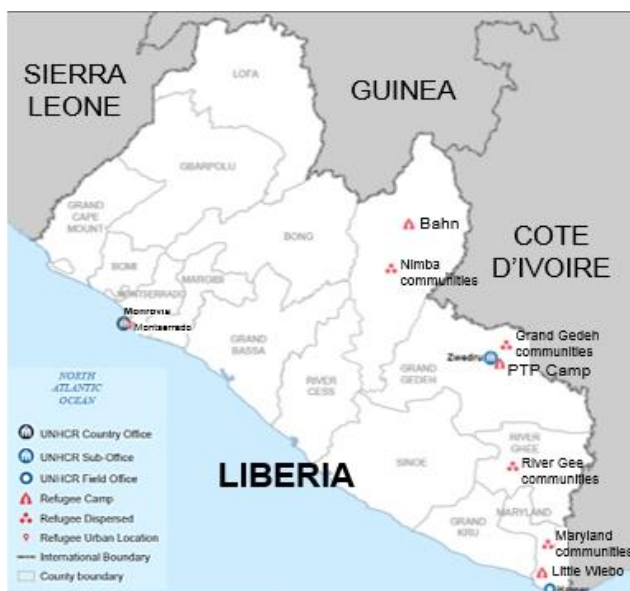 SIERRA
LEONE
LOFA
GUINEA
GBARPOLU
GRAND
CAPE
MOUNT
BONG
Bahn
COTE
D'IVOIRE
BOMI
MARGIBI
Nimba
communities
MONTSERRADO
Monrovia
Montserrado
GRAND
BASSA
Grand Gedeh
communities
Zwedru
PTP Camp
GRAND
GEDEH
RIVER
CESS
NORTH
ATLANTIC
OCEAN
UNHCR Country Office
UNHCR Sub-Office
UNHCR Field Office
Refugee Camp
Refugee Dispersed
Refugee Urban Location
International Boundary
County boundary
LIBERIA
SINOE
RIVER
GHEE
River Gee
communities
MARYLAND
GRAND
KRU
Maryland
communities
Little Wlebo